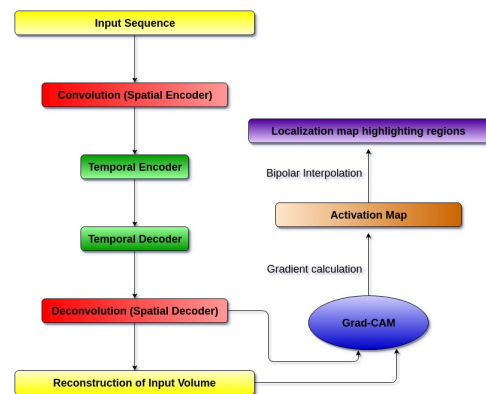 Input Sequence
Convolution (Spatial Encoder)
Temporal Encoder
Temporal Decoder
Deconvolution (Spatial Decoder)
Reconstruction of Input Volume
Grad-CAM
Gradient calculation
Activation Map
Bipolar Interpolation
Localization map highlighting regions